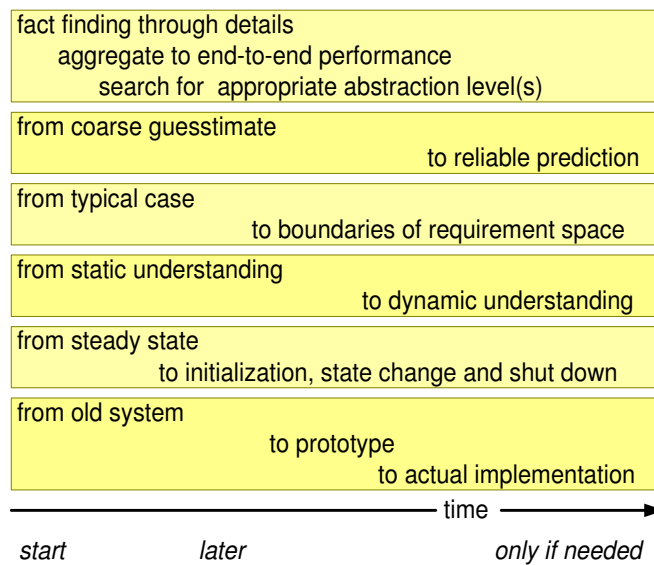 fact finding through details
aggregate to end-to-end performance
search for appropriate abstraction level(s)
from coarse guesstimate
to reliable prediction
from typical case
to boundaries of requirement space
from static understanding
to dynamic understanding
from steady state
to initialization, state change and shut down
from old system
to prototype
to actual implementation
time
start later only if needed